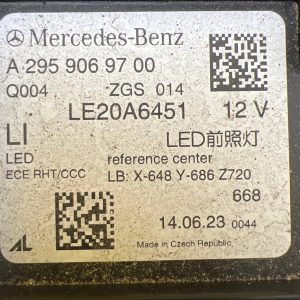 Mercedes-Benz
A 295 906 97 00
Q004 ZGS 014
LE20A6451 12 V
LI LED前照灯
LED reference center
ECE RHT/CCC LB: X-648 Y-686 Z720
668
14.06.23 0044
AL Made in Czech Republic